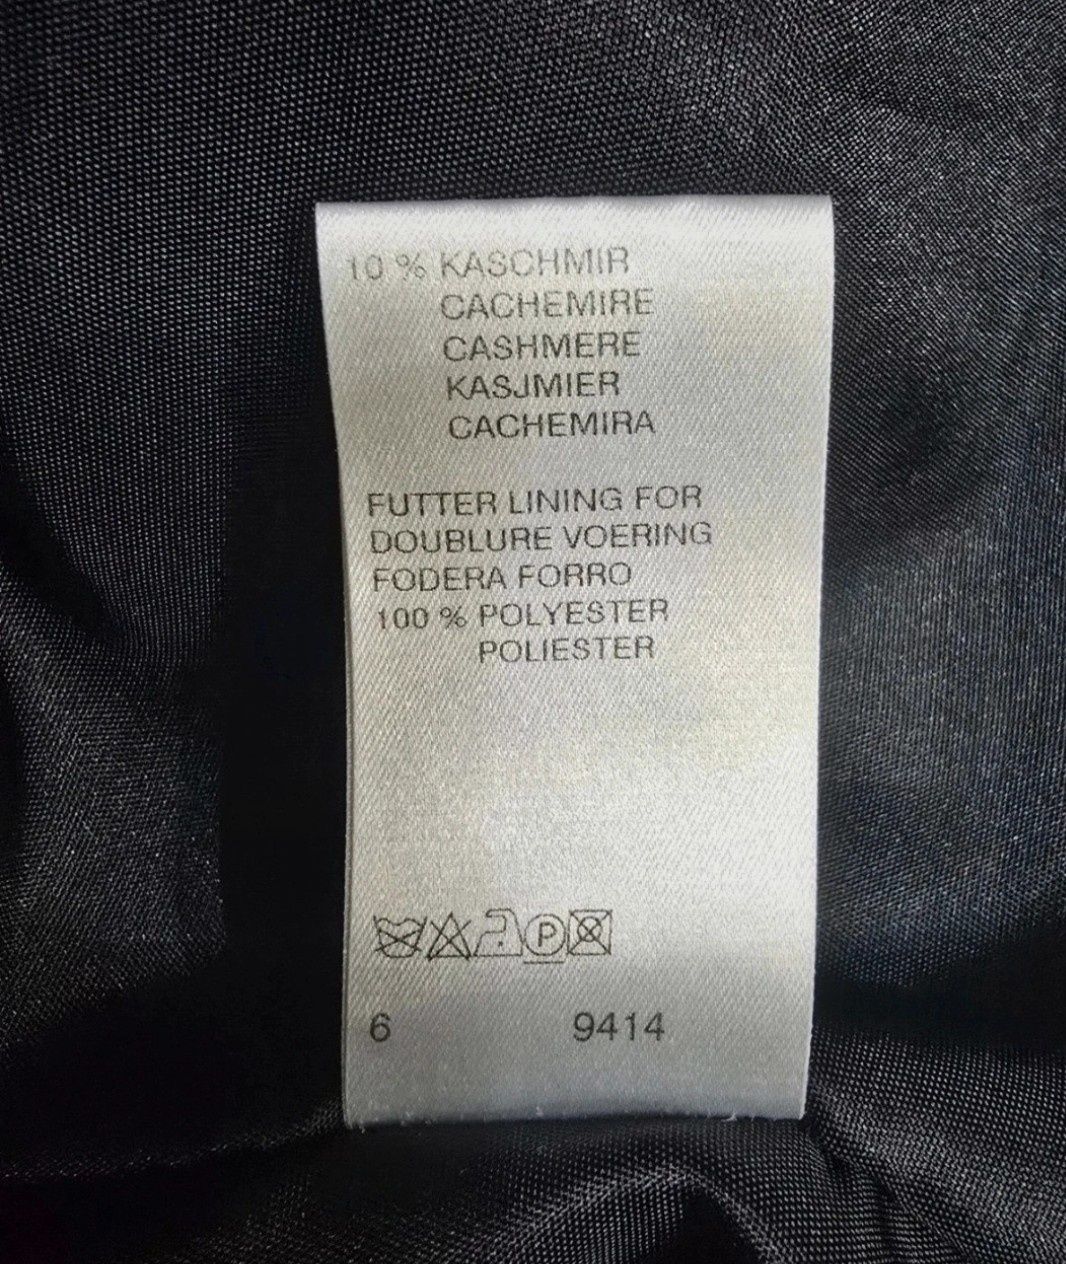 10 % KASCHMIR
CACHEMIRE
CASHMERE
KASJMIER
CACHEMIRA
FUTTER LINING FOR
DOUBLURE VOERING
FODERA FORRO
100 % POLYESTER
POLIESTER
P
6 9414